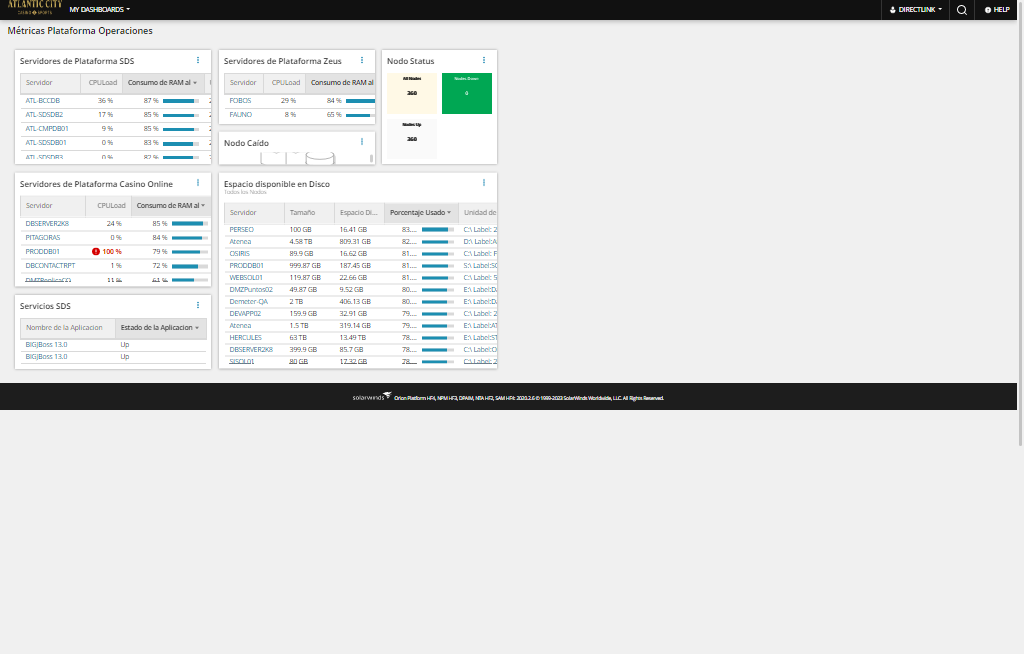 ATLANTIC CITY
CASINO & SPORTS
MY DASHBOARDS
DIRECTLINK
HELP
Métricas Plataforma Operaciones
Servidores de Plataforma SDS
Servidor CPULoad Consumo de RAM al
ATL-BCCDB 36 % 87 %
ATL-SDSDB2 17 % 85 %
ATL-CMPDB01 9 % 85 %
ATL-SDSDB01 0 % 83 %
ATL-SDSDB3 0 % 82 %
Servidores de Plataforma Zeus
Servidor CPULoad Consumo de RAM al
FOBOS 29 % 84 %
FAUNO 8 % 65 %
Nodo Caído
Nodo Status
All Nodes
360
Nodes Down
0
Nodes Up
360
Servidores de Plataforma Casino Online
Servidor CPULoad Consumo de RAM al
DBSERVER2K8 24 % 85 %
PITAGORAS 0 % 84 %
PRODDB01 100 % 79 %
DBCONTACTRPT 1 % 72 %
DMZReplicaCO 11 % 61 %
Espacio disponible en Disco
Todos los Nodos
Servidor Tamaño Espacio Di... Porcentaje Usado Unidad de
PERSEO 100 GB 16.41 GB 83.... C:\ Label: 2
Atenea 4.58 TB 809.31 GB 82.... D:\ Label:A
OSIRIS 89.9 GB 16.62 GB 81.... C:\ Label: F
PRODDB01 999.87 GB 187.45 GB 81.... S:\ Label:SC
WEBSOL01 119.87 GB 22.66 GB 81.... C:\ Label: 5
DMZPuntos02 49.87 GB 9.52 GB 80.... E:\ Label:D
Demeter-QA 2 TB 406.13 GB 80.... E:\ Label:D
DEVAPP02 159.9 GB 32.91 GB 79.... C:\ Label: 2
Atenea 1.5 TB 319.14 GB 79.... E:\ Label:AT
HERCULES 63 TB 13.49 TB 78.... E:\ Label:ST
DBSERVER2K8 399.9 GB 85.7 GB 78.... C:\ Label:O
SISOL01 80 GB 17.32 GB 78.... C:\ Label: 2
Servicios SDS
Nombre de la Aplicacion Estado de la Aplicacion
BIGJBoss 13.0 Up
BIGJBoss 13.0 Up
solarwinds Orion Platform HF4, NPM HF3, DPAIM, NTA HF2, SAM HF4: 2020.2.6 © 1999-2023 SolarWinds Worldwide, LLC. All Rights Reserved.